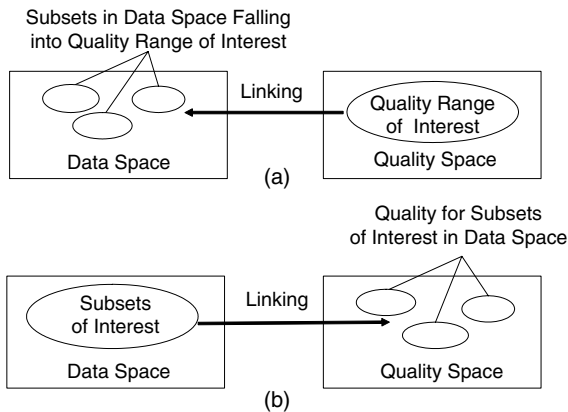 Subsets in Data Space Falling
into Quality Range of Interest
Linking
Quality Range
of Interest
Data Space
Quality Space
(a)
Quality for Subsets
of Interest in Data Space
Subsets
of Interest
Linking
Data Space
Quality Space
(b)